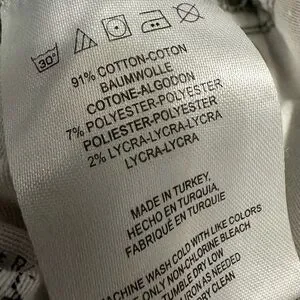 30°
91% COTTON-COTON
BAUMWOLLE
COTONE-ALGODON
7% POLYESTER-POLYESTER
POLIESTER-POLYESTER
2% LYCRA-LYCRA-LYCRA
LYCRA-LYCRA
MADE IN TURKEY,
HECHO EN TURQUIA,
FABRIQUÉ EN TURQUIE
MACHINE WASH COLD WITH LIKE COLORS
ONLY NON-CHLORINE BLEACH
TUMBLE DRY LOW
IRON AS NEEDED
CLEAN